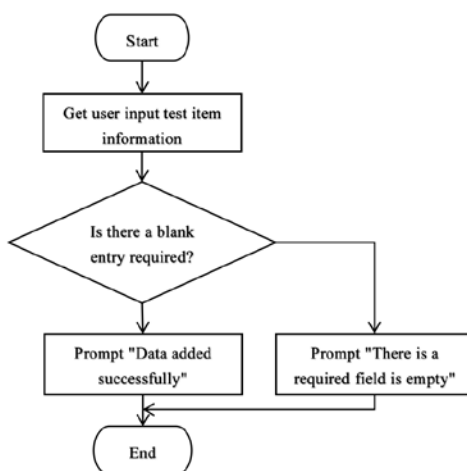 Start
Get user input test item
information
Is there a blank
entry required?
Prompt "Data added
successfully"
Prompt "There is a
required field is empty"
End